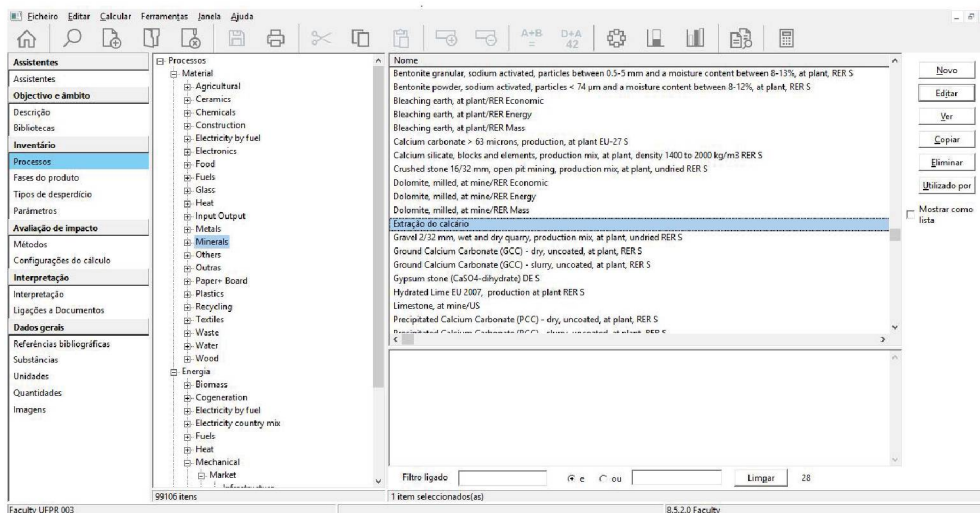 Ficheiro Editar Calcular Ferramentas Janela Ajuda
A+B
=
D+A
42
Assistentes
Assistentes
Objectivo e âmbito
Descrição
Bibliotecas
Inventário
Processos
Fases do produto
Tipos de desperdício
Parámetros
Avaliação de impacto
Métodos
Configurações do cálculo
Interpretação
Interpretação
Ligações a Documentos
Dados gerais
Referências bibliográficas
Substâncias
Unidades
Quantidades
Imagens
Processos
Material
Agricultural
Ceramics
Chemicals
Construction
Electricity by fuel
Electronics
Food
Fuels
Glass
Heat
Input Output
Metals
Minerals
Others
Outras
Paper+ Board
Plastics
Recycling
Textiles
Waste
Water
Wood
Energia
Biomass
Cogeneration
Electricity by fuel
Electricity country mix
Fuels
Heat
Mechanical
Market
99106 itens
Nome
Bentonite granular, sodium activated, particles between 0.5-5 mm and a moisture content between 8-13%, at plant, RER S
Bentonite powder, sodium activated, particles < 74 μm and a moisture content between 8-12%, at plant, RER S
Bleaching earth, at plant/RER Economic
Bleaching earth, at plant/RER Energy
Bleaching earth, at plant/RER Mass
Calcium carbonate > 63 microns, production, at plant EU-27 S
Calcium silicate, blocks and elements, production mix, at plant, density 1400 to 2000 kg/m3 RER S
Crushed stone 16/32 mm, open pit mining, production mix, at plant, undried RER S
Dolomite, milled, at mine/RER Economic
Dolomite, milled, at mine/RER Energy
Dolomite, milled, at mine/RER Mass
Extração do calcário
Gravel 2/32 mm, wet and dry quarry, production mix, at plant, undried RER S
Ground Calcium Carbonate (GCC) - dry, uncoated, at plant, RER S
Ground Calcium Carbonate (GCC) - slurry, uncoated, at plant, RER S
Gypsum stone (CaSO4-dihydrate) DE S
Hydrated Lime EU 2007, production at plant RER S
Limestone, at mine/US
Precipitated Calcium Carbonate (PCC) - dry, uncoated, at plant, RER S
Precipitated Calcium Carbonate (PCC) - slurry, uncoated, at plant, RER S
Filtro ligado
e
ou
Limpar
28
1 item seleccionados(as)
Novo
Editar
Ver
Copiar
Eliminar
Utilizado por
Mostrar como
lista
Faculty UFPR 003
8.5.2.0 Faculty